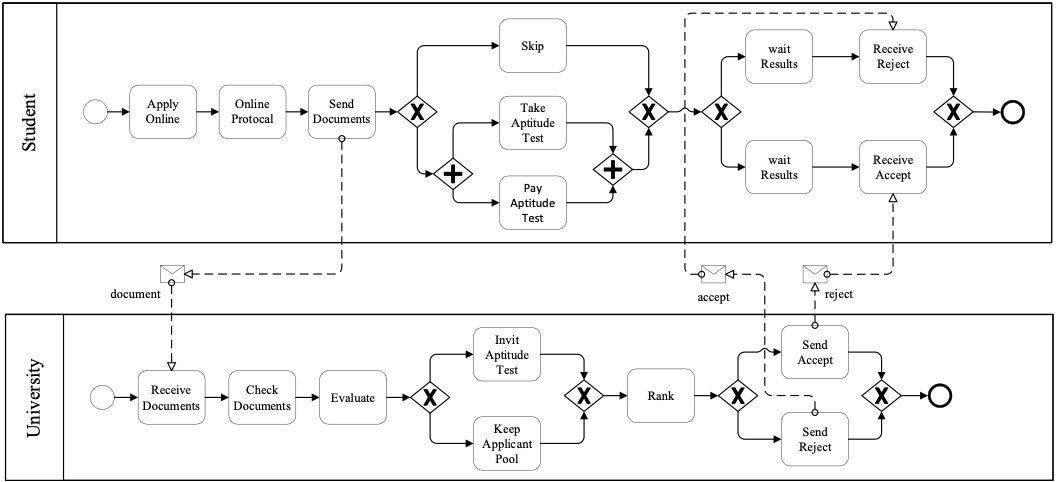 Student
Apply
Online
Online
Protocal
Send
Documents
X
Skip
Take
Aptitude
Test
Pay
Aptitude
Test
X
X
wait
Results
Receive
Reject
wait
Results
Receive
Accept
X
document
accept
reject
University
Receive
Documents
Check
Documents
Evaluate
X
Invit
Aptitude
Test
Keep
Applicant
Pool
X
Rank
X
Send
Accept
Send
Reject
X